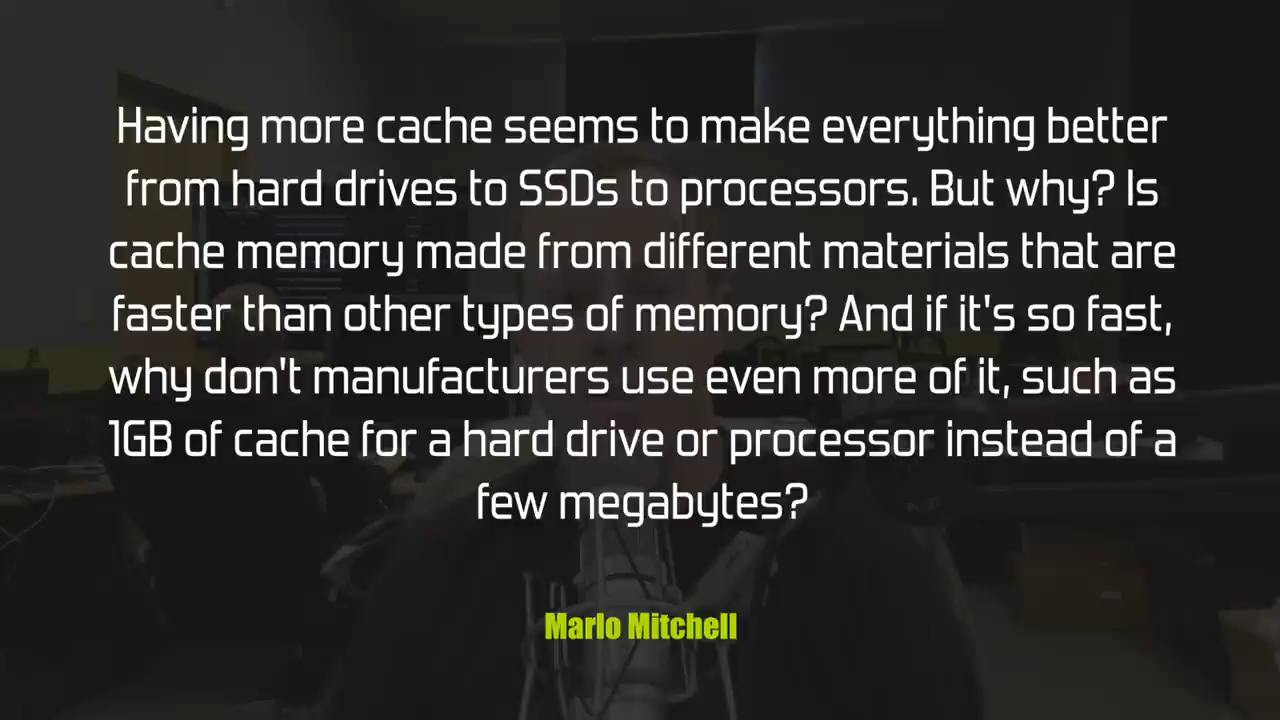 Having more cache seems to make everything better
from hard drives to SSDs to processors. But why? Is
cache memory made from different materials that are
faster than other types of memory? And if it's so fast,
why don't manufacturers use even more of it, such as
1GB of cache for a hard drive or processor instead of a
few megabytes?
Marlo Mitchell